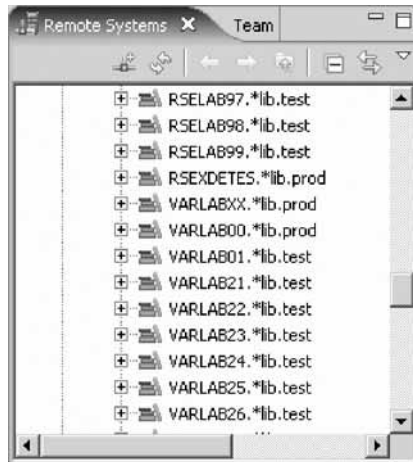 Remote Systems Team
RSELAB97.*lib.test
RSELAB98.*lib.test
RSELAB99.*lib.test
RSEXDETES.*lib.prod
VARLABXX.*lib.prod
VARLAB00.*lib.prod
VARLAB01.*lib.test
VARLAB21.*lib.test
VARLAB22.*lib.test
VARLAB23.*lib.test
VARLAB24.*lib.test
VARLAB25.*lib.test
VARLAB26.*lib.test